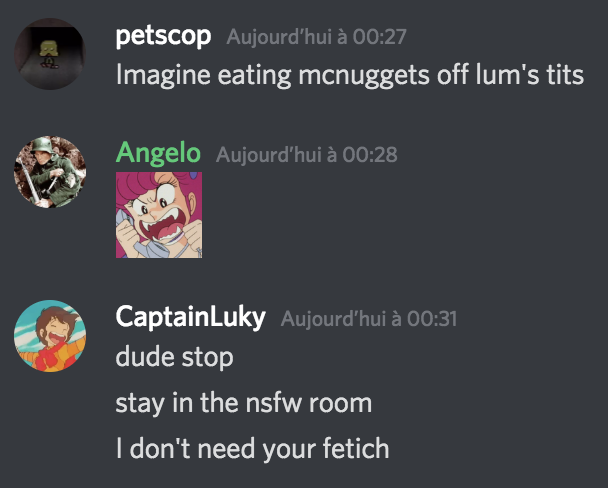 petscop Aujourd'hui à 00:27
Imagine eating mcnuggets off lum's tits
Angelo Aujourd'hui à 00:28
CaptainLuky Aujourd'hui à 00:31
dude stop
stay in the nsfw room
I don't need your fetich